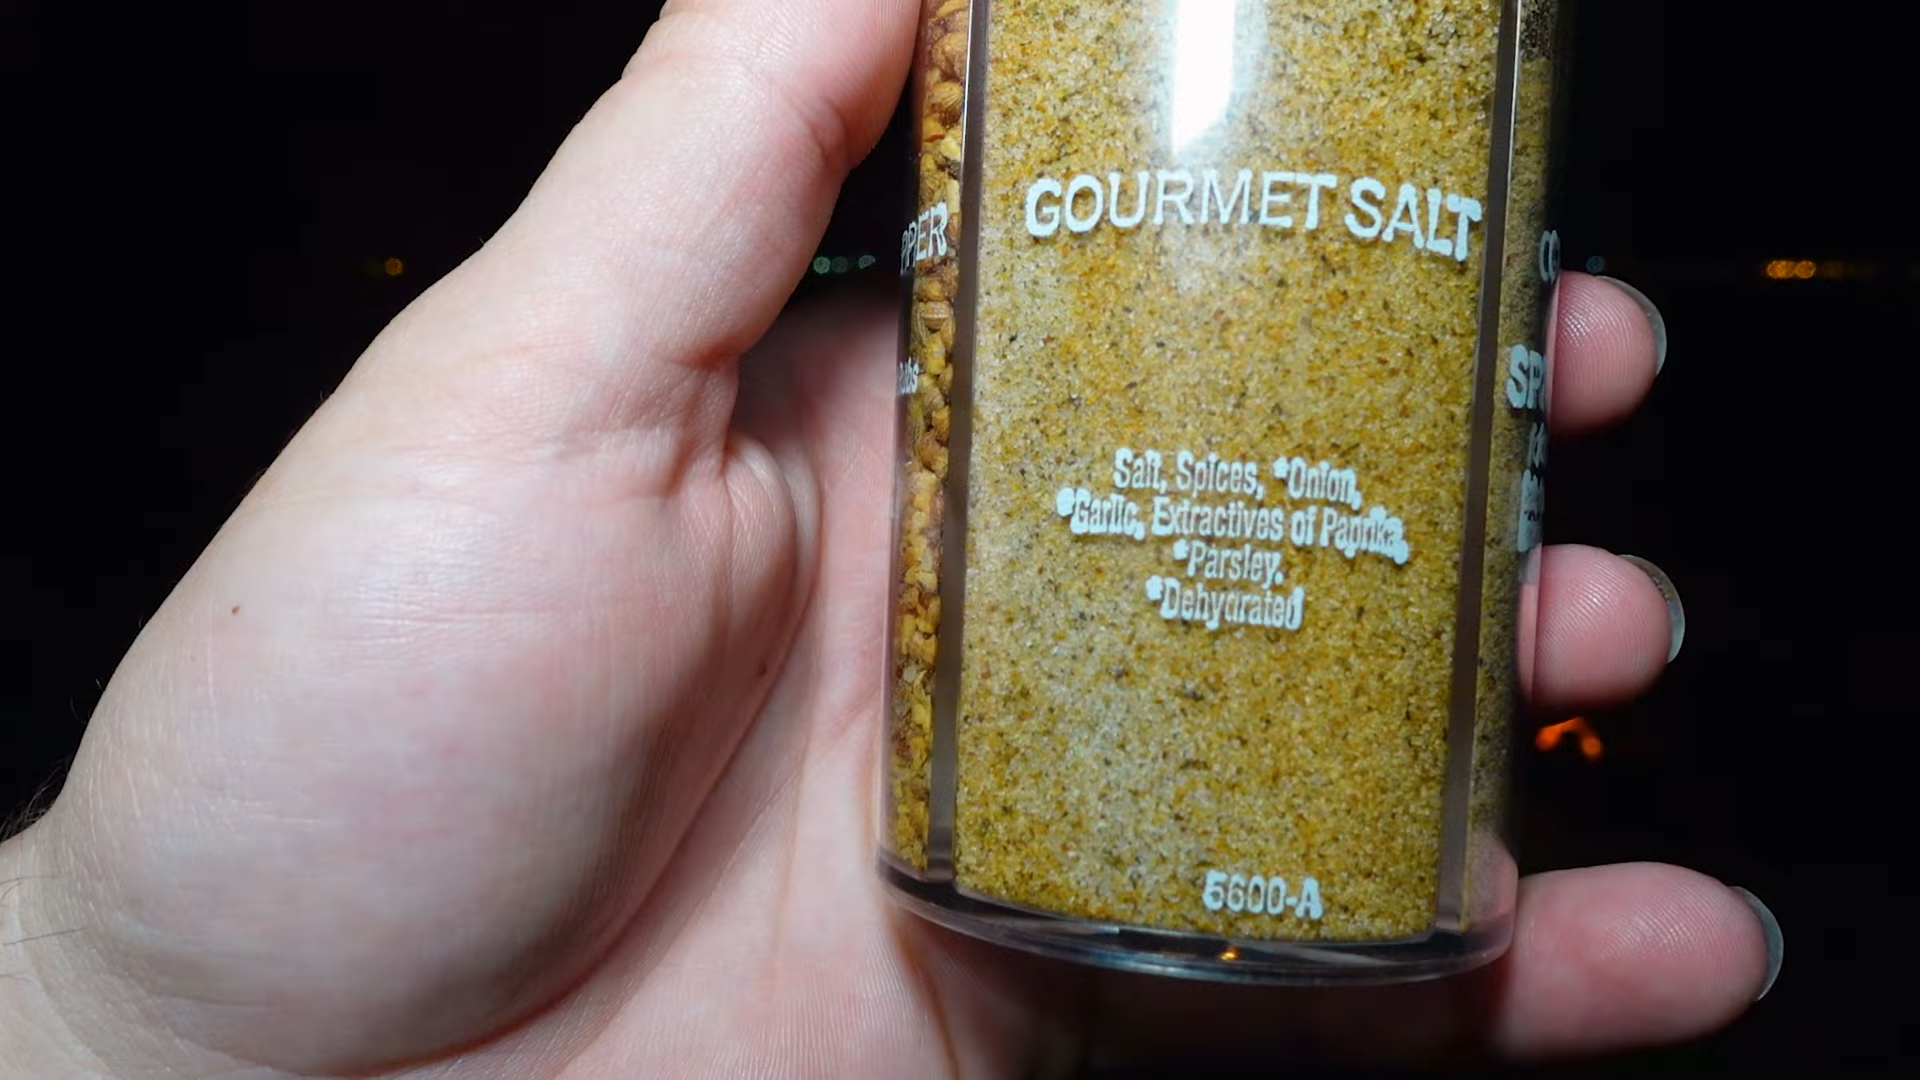 GOURMET SALT
Salt, Spices, *Onion,
*Garlic, Extractives of Paprika,
*Parsley.
*Dehydrated
5600-A